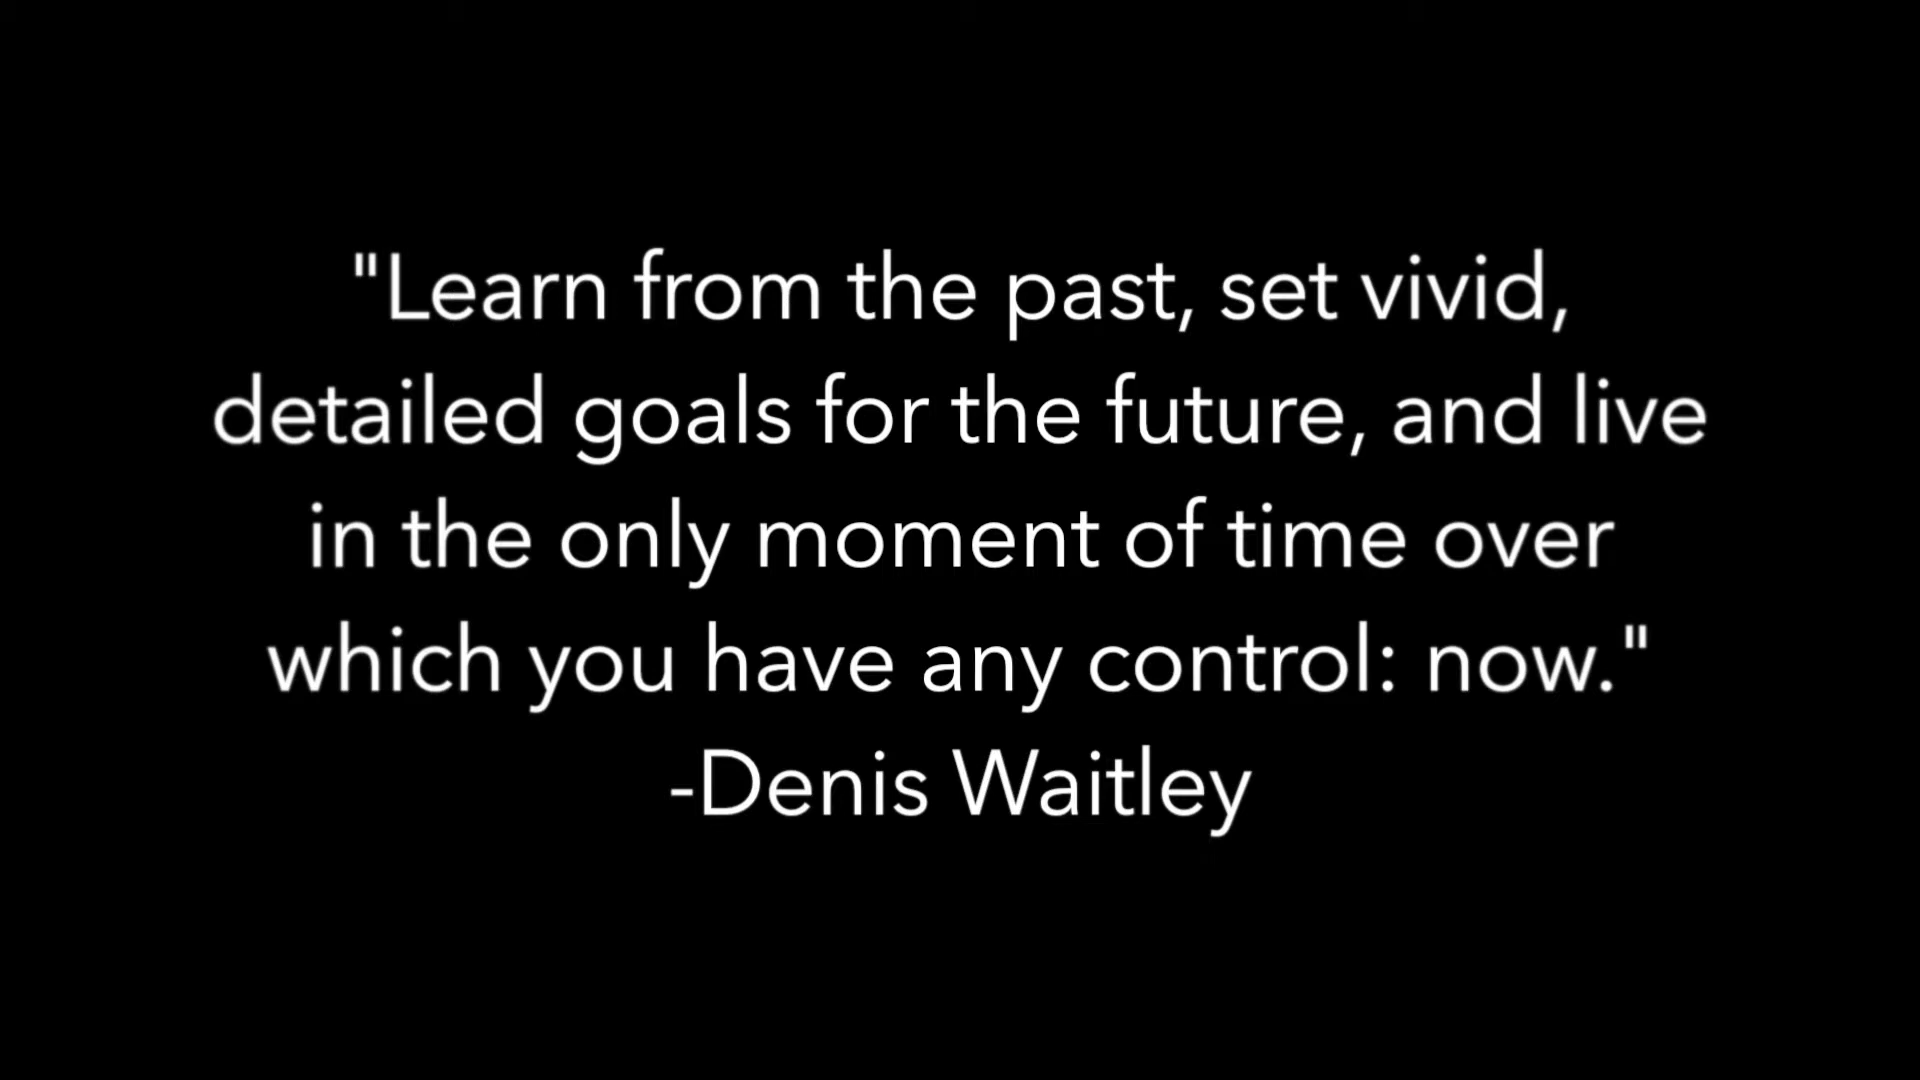 "Learn from the past, set vivid,
detailed goals for the future, and live
in the only moment of time over
which you have any control: now."
-Denis Waitley